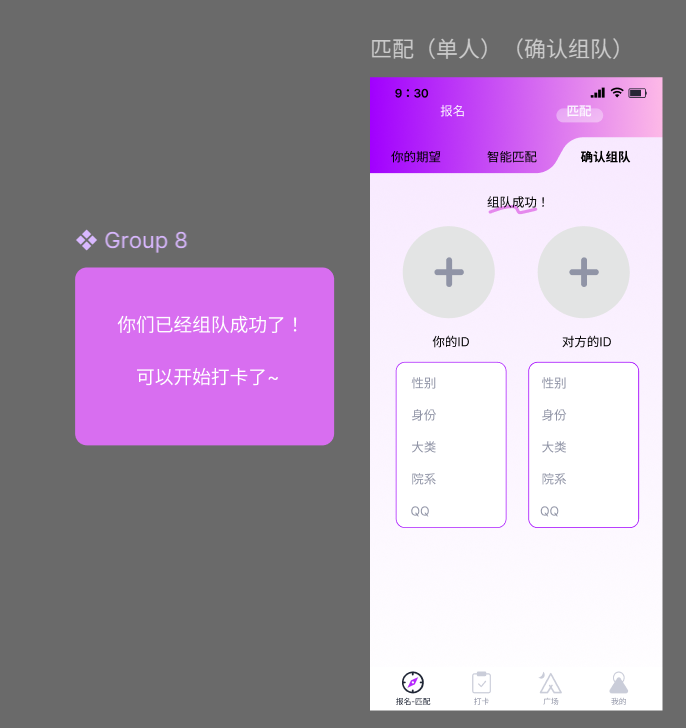 匹配（单人）（确认组队）
9：30
报名 匹配
你的期望 智能匹配 确认组队
组队成功！
Group 8
你们已经组队成功了！
可以开始打卡了~
你的ID 对方的ID
性别 性别
身份 身份
大类 大类
院系 院系
QQ QQ
报名-匹配 打卡 广场 我的